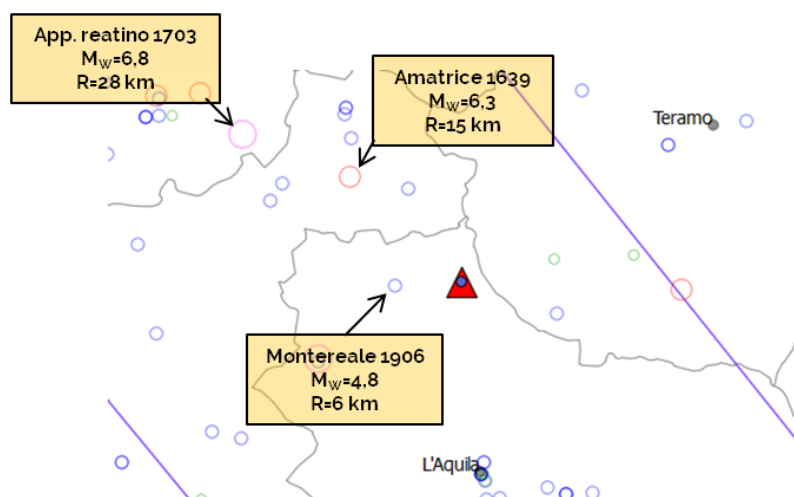 App. reatino 1703
Mw=6,8
R=28 km
Amatrice 1639
Mw=6,3
R=15 km
Teramo
Montereale 1906
Mw=4,8
R=6 km
L'Aquila